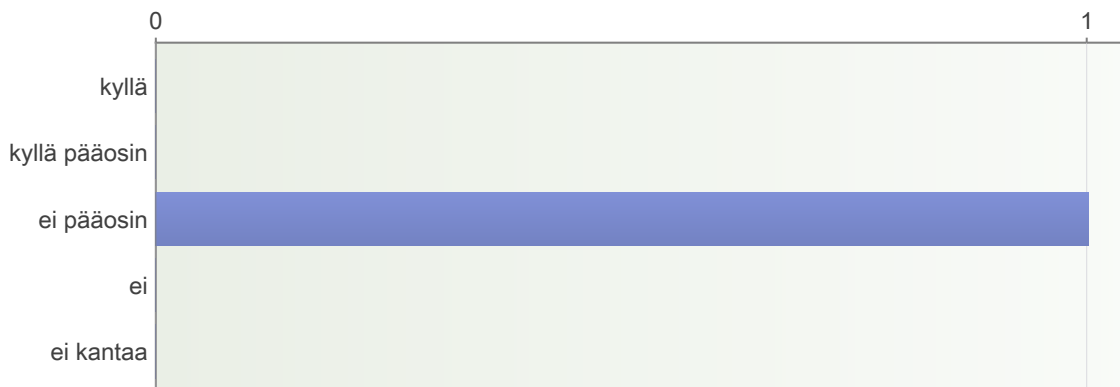 0 1
kyllä
kyllä pääosin
ei pääosin
ei
ei kantaa